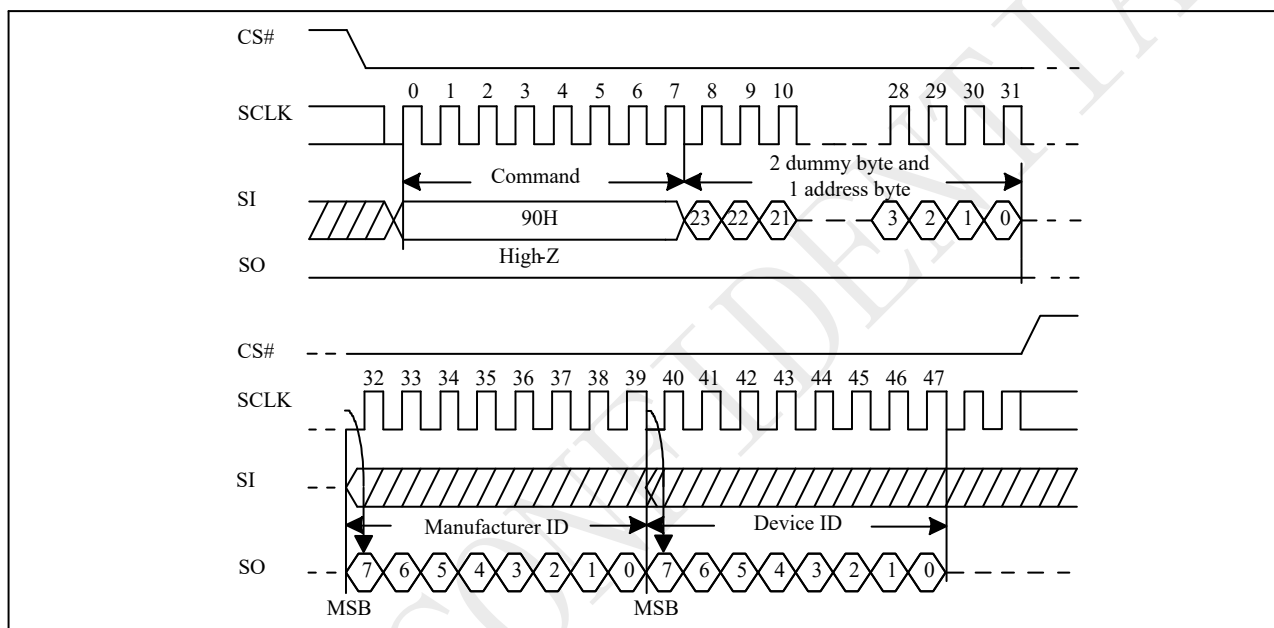 CS#
0 1 2 3 4 5 6 7 8 9 10 28 29 30 31
SCLK
2 dummy byte and
1 address byte
Command
SI
90H
23 22 21 3 2 1 0
High-Z
SO
CS#
32 33 34 35 36 37 38 39 40 41 42 43 44 45 46 47
SCLK
SI
Manufacturer ID
Device ID
SO
7 6 5 4 3 2 1 0 7 6 5 4 3 2 1 0
MSB
MSB
CONFIDENTIA